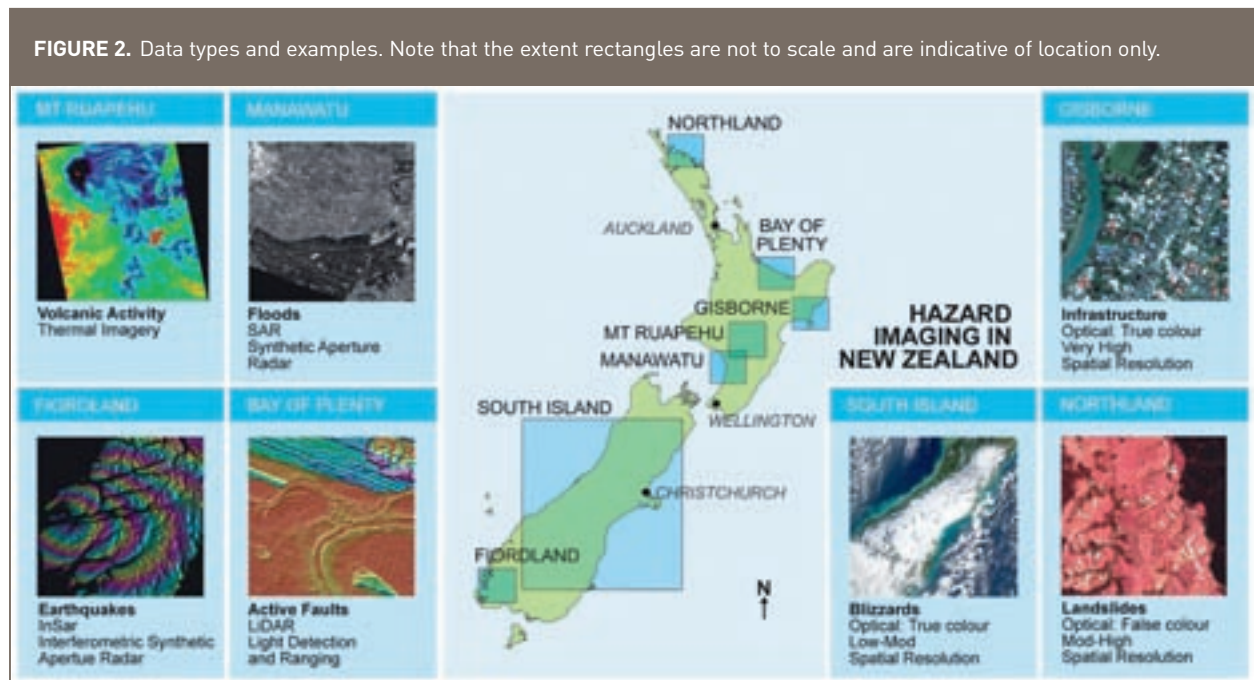 FIGURE 2. Data types and examples. Note that the extent rectangles are not to scale and are indicative of location only.
MT RUAPEHU
Volcanic Activity
Thermal Imagery
MANAWATU
Floods
SAR
Synthetic Aperture
Radar
FIORDLAND
Earthquakes
InSar
Interferometric Synthetic
Apertue Radar
BAY OF PLENTY
Active Faults
LiDAR
Light Detection
and Ranging
NORTHLAND
AUCKLAND
BAY OF
PLENTY
GISBORNE
MT RUAPEHU
MANAWATU
WELLINGTON
SOUTH ISLAND
CHRISTCHURCH
FIORDLAND
N
HAZARD
IMAGING IN
NEW ZEALAND
GISBORNE
Infrastructure
Optical: True colour
Very High
Spatial Resolution
SOUTH ISLAND
Blizzards
Optical: True colour
Low-Mod
Spatial Resolution
NORTHLAND
Landslides
Optical: False colour
Mod-High
Spatial Resolution